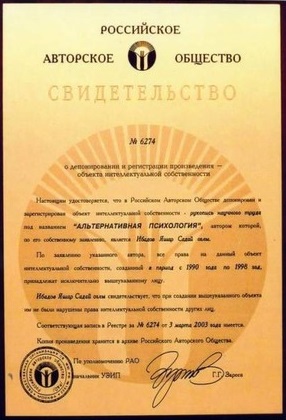 РОССИЙСКОЕ
АВТОРСКОЕ ОБЩЕСТВО
СВИДЕТЕЛЬСТВО
№ 6274
о депонировании и регистрации произведения –
объекта интеллектуальной собственности
Настоящим удостоверяется, что в Российском Авторском Обществе депонирован и
зарегистрирован объект интеллектуальной собственности - рукопись научного труда
под названием "АЛЬТЕРНАТИВНАЯ ПСИХОЛОГИЯ", автором которой,
по его собственному заявлению, является Ибадов Яшар Садай оглы.
По заявлению указанного автора, все права на данный объект
интеллектуальной собственности, созданный в период с 1990 года по 1998 год,
принадлежат исключительно вышеуказанному лицу.
Ибадов Яшар Садай оглы свидетельствует, что при создании вышеуказанного объекта
им не были нарушены права интеллектуальной собственности других лиц.
Соответствующая запись в Реестре за № 6274 от 3 марта 2003 года имеется.
Копия произведения хранится в архиве Российского Авторского Общества.
По уполномочию РАО
Начальник УЭИП Г.Г.